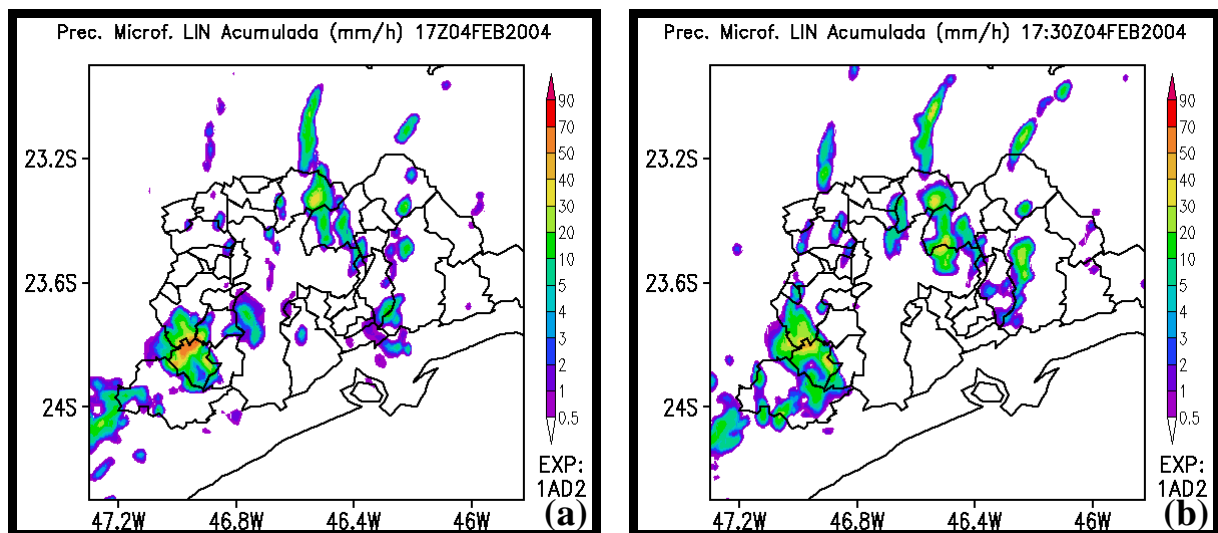 Prec. Microf. LIN Acumulada (mm/h) 17Z04FEB2004
90
70
50
40
30
20
10
5
4
3
2
1
0.5
23.2S
23.6S
24S
47.2W 46.8W 46.4W 46W
EXP:
1AD2
(a)
Prec. Microf. LIN Acumulada (mm/h) 17:30Z04FEB2004
90
70
50
40
30
20
10
5
4
3
2
1
0.5
23.2S
23.6S
24S
47.2W 46.8W 46.4W 46W
EXP:
1AD2
(b)